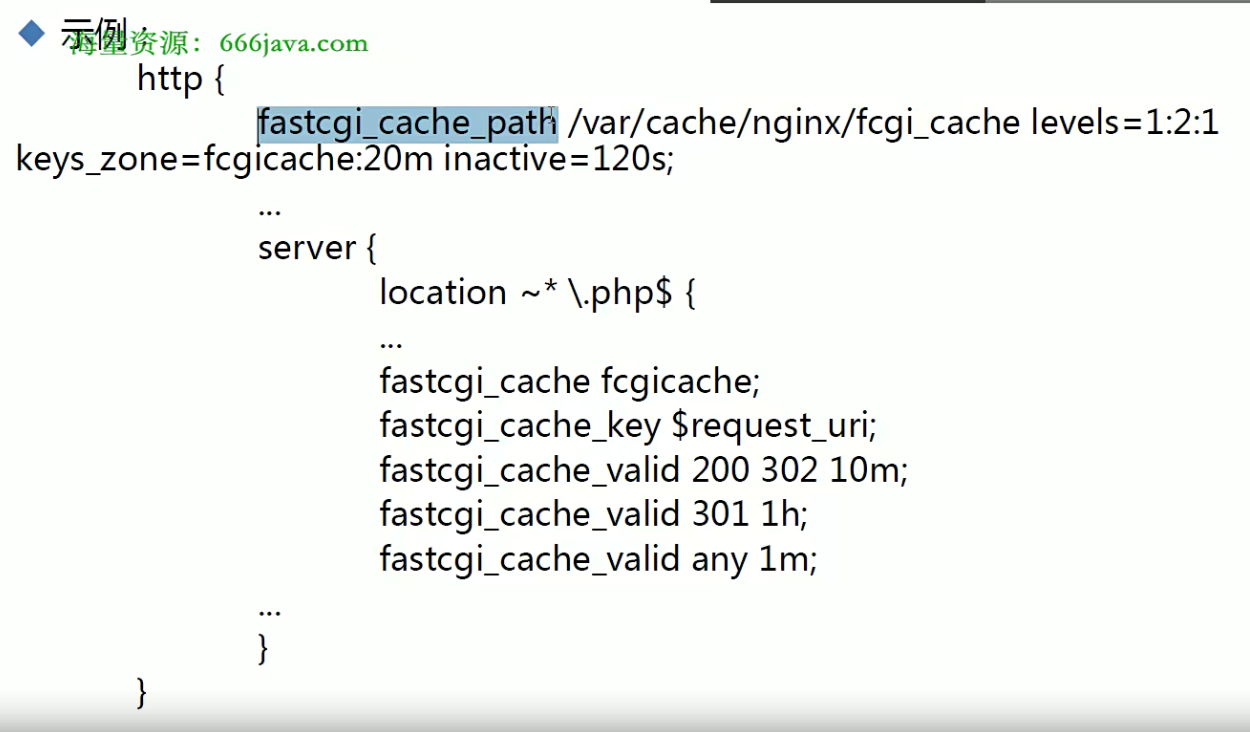 示例：
海量资源：666java.com
http {
fastcgi_cache_path /var/cache/nginx/fcgi_cache levels=1:2:1
keys_zone=fcgicache:20m inactive=120s;
...
server {
location ~* \.php$ {
...
fastcgi_cache fcgicache;
fastcgi_cache_key $request_uri;
fastcgi_cache_valid 200 302 10m;
fastcgi_cache_valid 301 1h;
fastcgi_cache_valid any 1m;
...
}
}